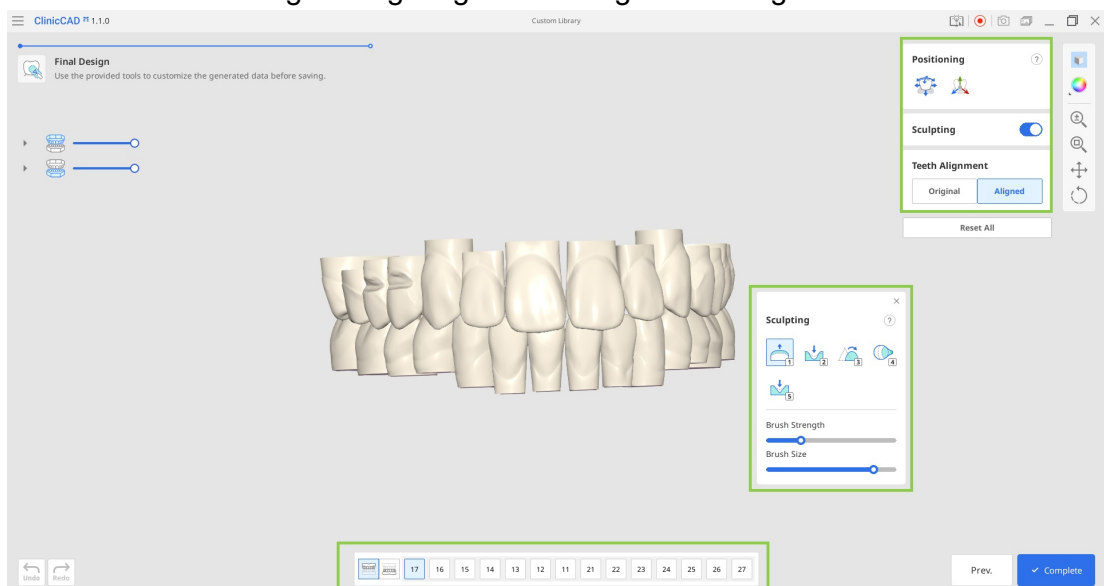 ClinicCAD 1.1.0
Custom Library
Final Design
Use the provided tools to customize the generated data before saving.
Positioning
?
Sculpting
Teeth Alignment
Original Aligned
Reset All
Sculpting
?
1 2 3 4
5
Brush Strength
Brush Size
17 16 15 14 13 12 11 21 22 23 24 25 26 27
Undo Redo
Prev. Complete